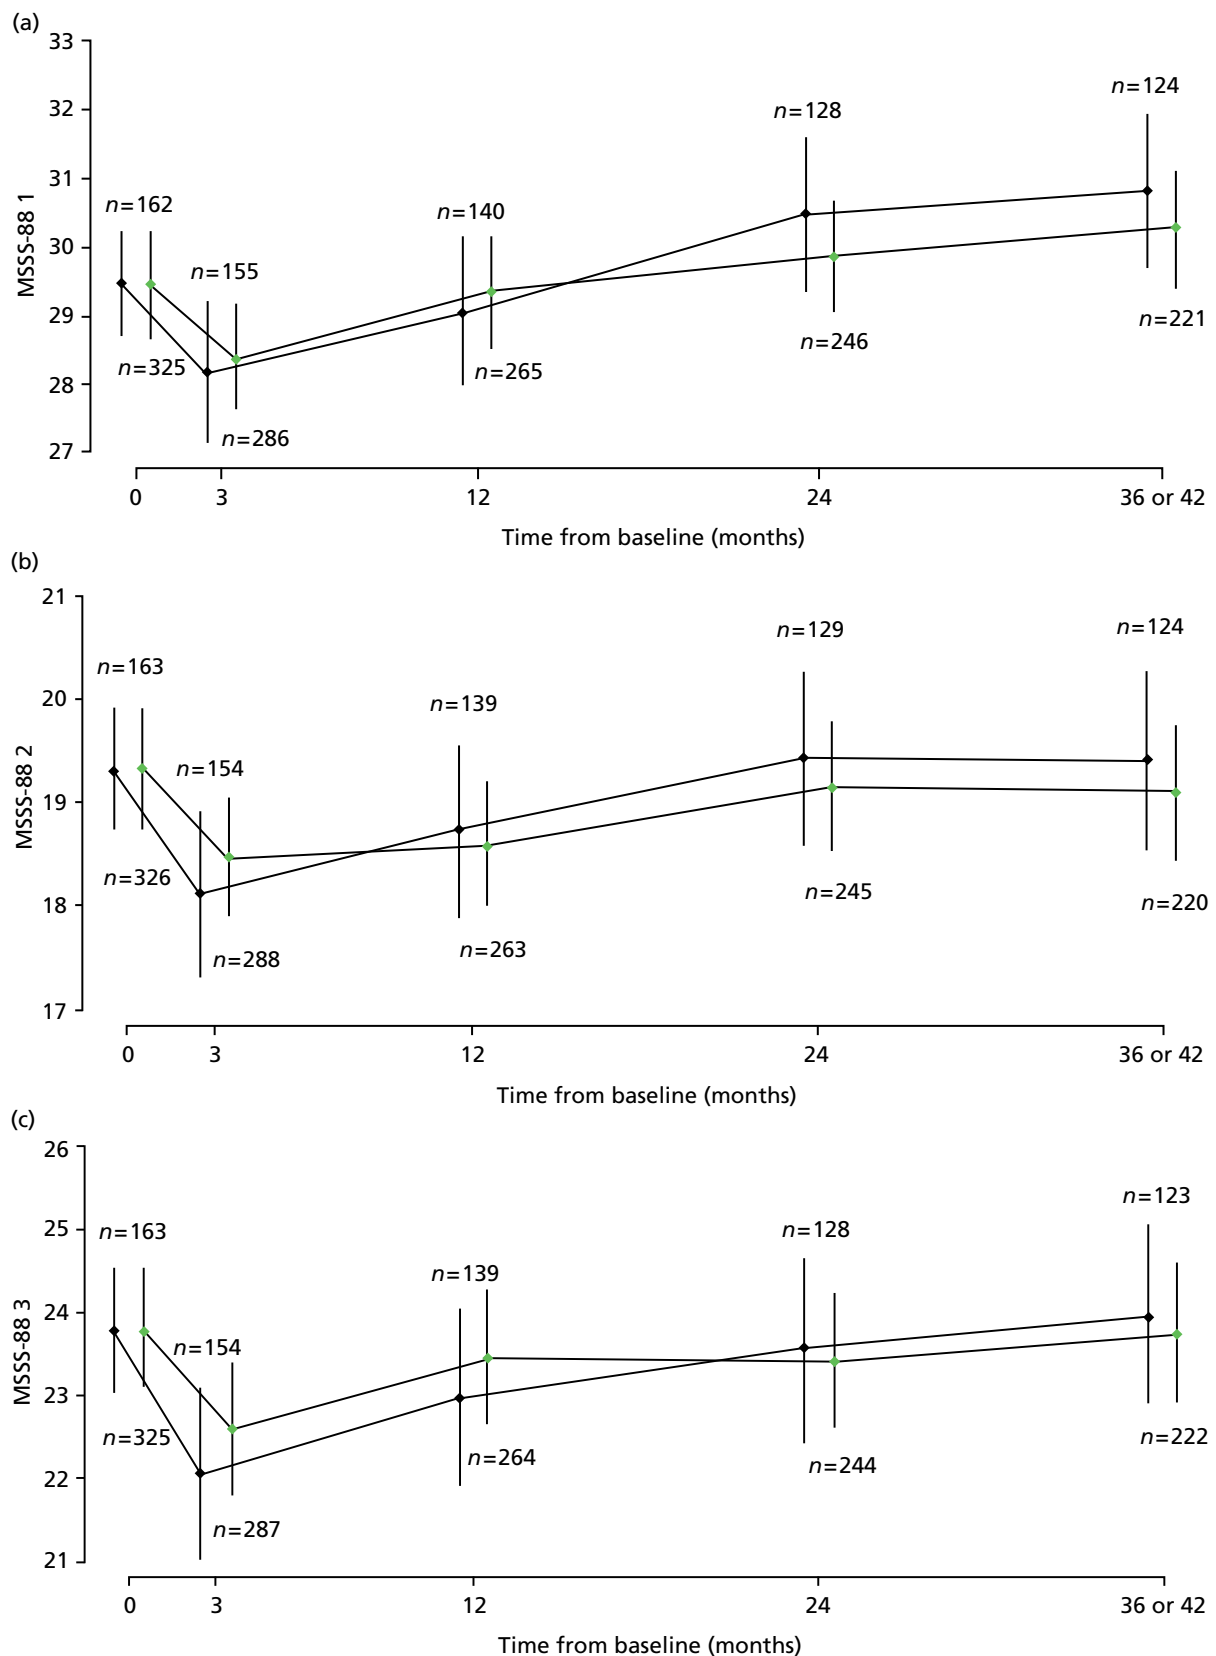 (a)
33
32
31
30
29
28
27
MSSS-88 1
n=162
n=325
n=155
n=286
n=140
n=265
n=128
n=246
n=124
n=221
0 3 12 24 36 or 42
Time from baseline (months)
(b)
21
20
19
18
17
MSSS-88 2
n=163
n=326
n=154
n=288
n=139
n=263
n=129
n=245
n=124
n=220
0 3 12 24 36 or 42
Time from baseline (months)
(c)
26
25
24
23
22
21
MSSS-88 3
n=163
n=325
n=154
n=287
n=139
n=264
n=128
n=244
n=123
n=222
0 3 12 24 36 or 42
Time from baseline (months)